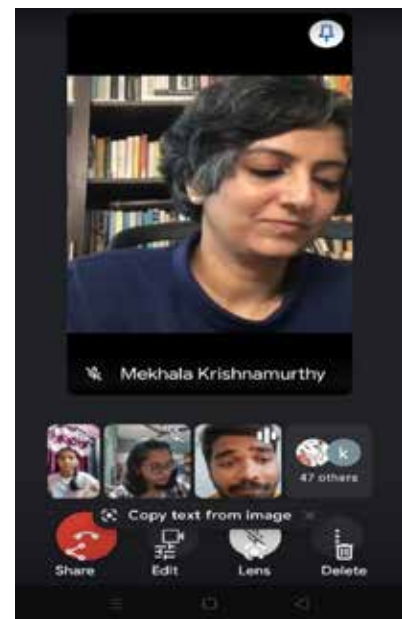 Mekhala Krishnamurthy
k
47 others
Copy text from image
Share Edit Lens Delete